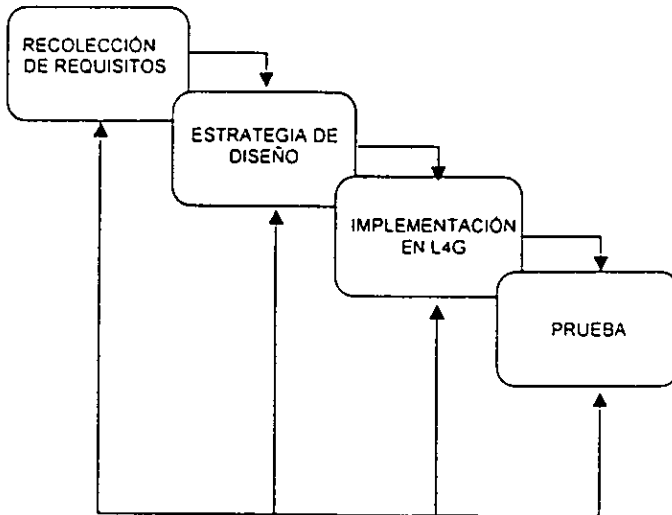 RECOLECCIÓN
DE REQUISITOS
ESTRATEGIA DE
DISEÑO
IMPLEMENTACIÓN
EN L4G
PRUEBA